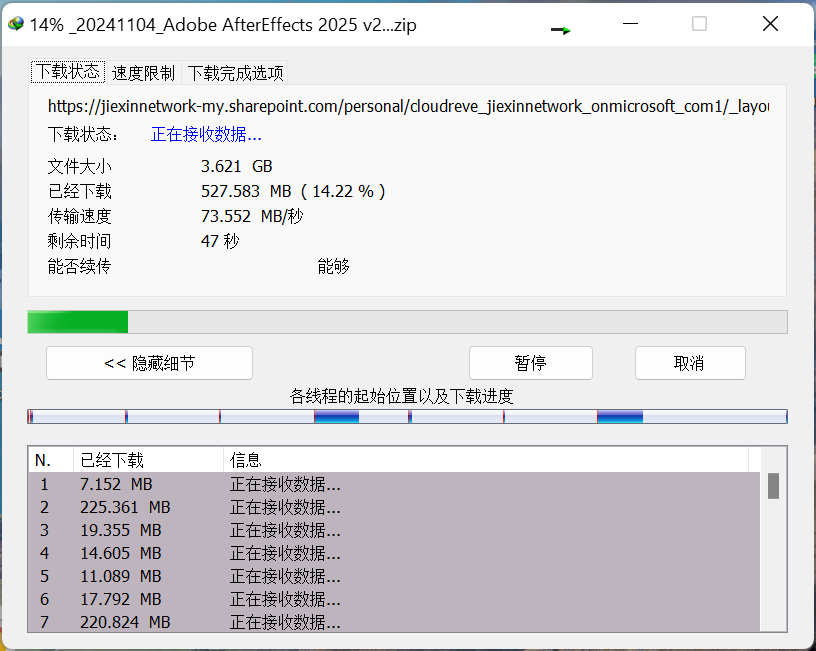 14% _20241104_Adobe AfterEffects 2025 v2...zip
下载状态 速度限制 下载完成选项
https://jiexinnetwork-my.sharepoint.com/personal/cloudreve_jiexinnetwork_onmicrosoft_com1/_layou
下载状态： 正在接收数据...
文件大小 3.621 GB
已经下载 527.583 MB ( 14.22 % )
传输速度 73.552 MB/秒
剩余时间 47 秒
能否续传 能够
<< 隐藏细节 暂停 取消
各线程的起始位置以及下载进度
N. 已经下载 信息
1 7.152 MB 正在接收数据...
2 225.361 MB 正在接收数据...
3 19.355 MB 正在接收数据...
4 14.605 MB 正在接收数据...
5 11.089 MB 正在接收数据...
6 17.792 MB 正在接收数据...
7 220.824 MB 正在接收数据...